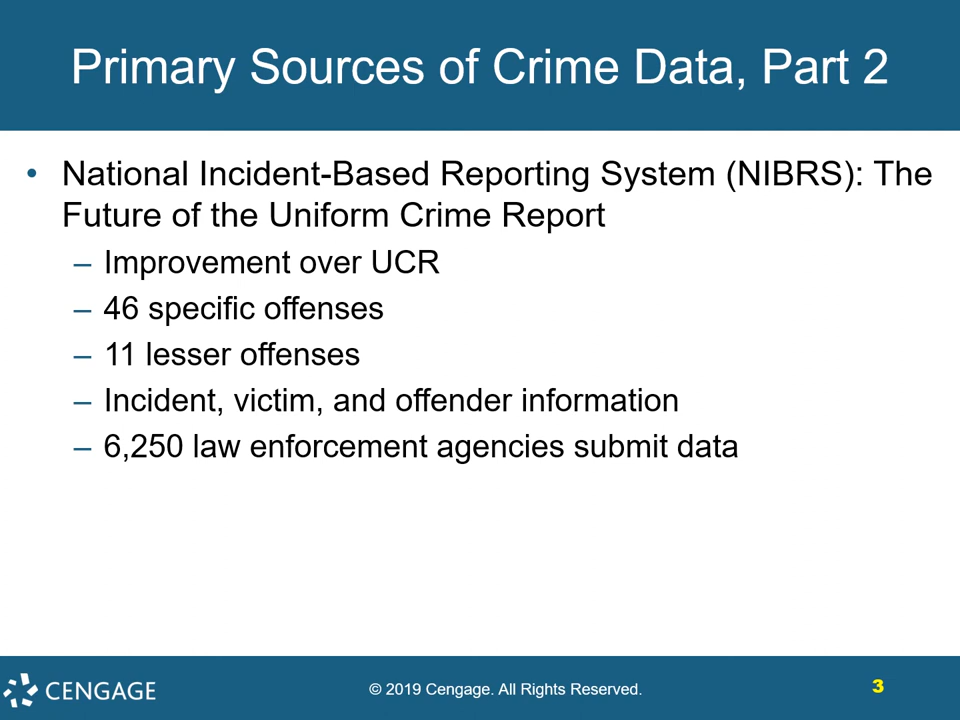 Primary Sources of Crime Data, Part 2
• National Incident-Based Reporting System (NIBRS): The
Future of the Uniform Crime Report
– Improvement over UCR
– 46 specific offenses
– 11 lesser offenses
– Incident, victim, and offender information
– 6,250 law enforcement agencies submit data
CENGAGE
© 2019 Cengage. All Rights Reserved.
3